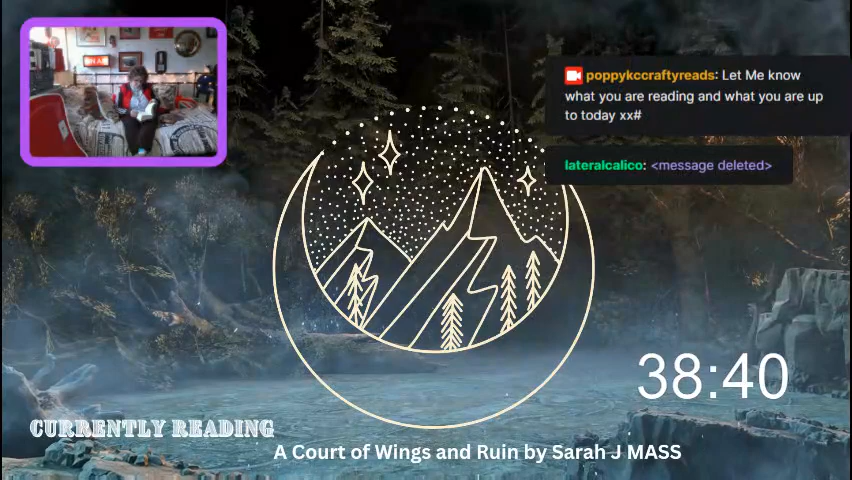 poppykccraftyreads: Let Me know
what you are reading and what you are up
to today xx#
lateralcalico: <message deleted>
38:40
CURRENTLY READING
A Court of Wings and Ruin by Sarah J MASS